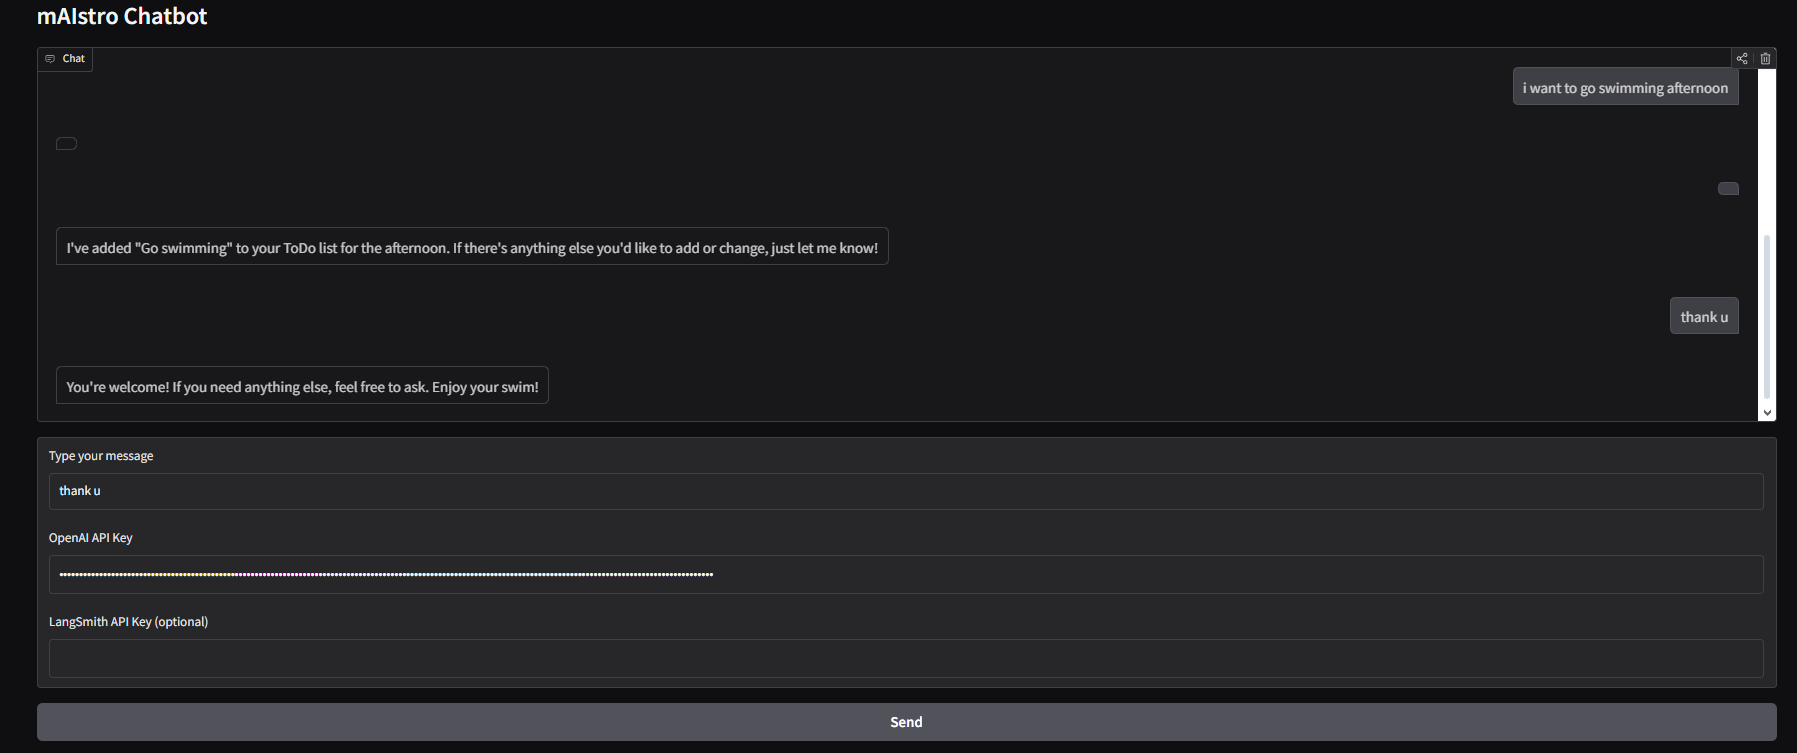 mAIstro Chatbot
Chat
i want to go swimming afternoon
I've added "Go swimming" to your ToDo list for the afternoon. If there's anything else you'd like to add or change, just let me know!
thank u
You're welcome! If you need anything else, feel free to ask. Enjoy your swim!
Type your message
thank u
OpenAI API Key
LangSmith API Key (optional)
Send